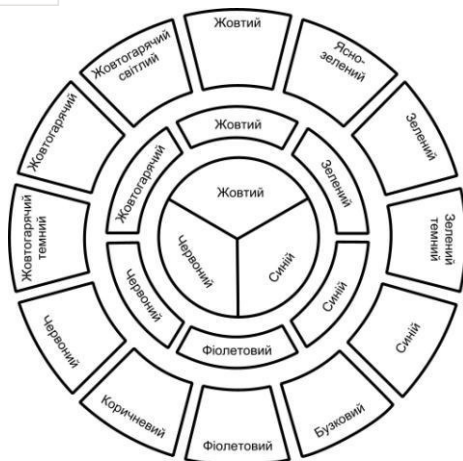 Жовтий
Ясно-
зелений
Зелений
Зелений
темний
Синій
Бузковий
Фіолетовий
Коричневий
Червоний
Жовтогарячий
темний
Жовтогарячий
Жовтогарячий
світлий
Жовтий
Зелений
Синій
Фіолетовий
Червоний
Жовтогарячий
Жовтий
Синій
Червоний